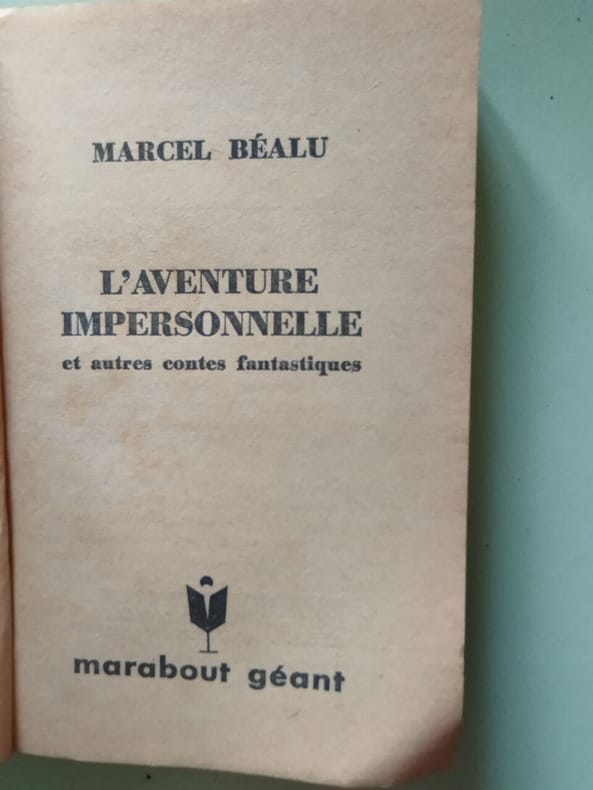 MARCEL BÉALU
L'AVENTURE
IMPERSONNELLE
et autres contes fantastiques
marabout géant